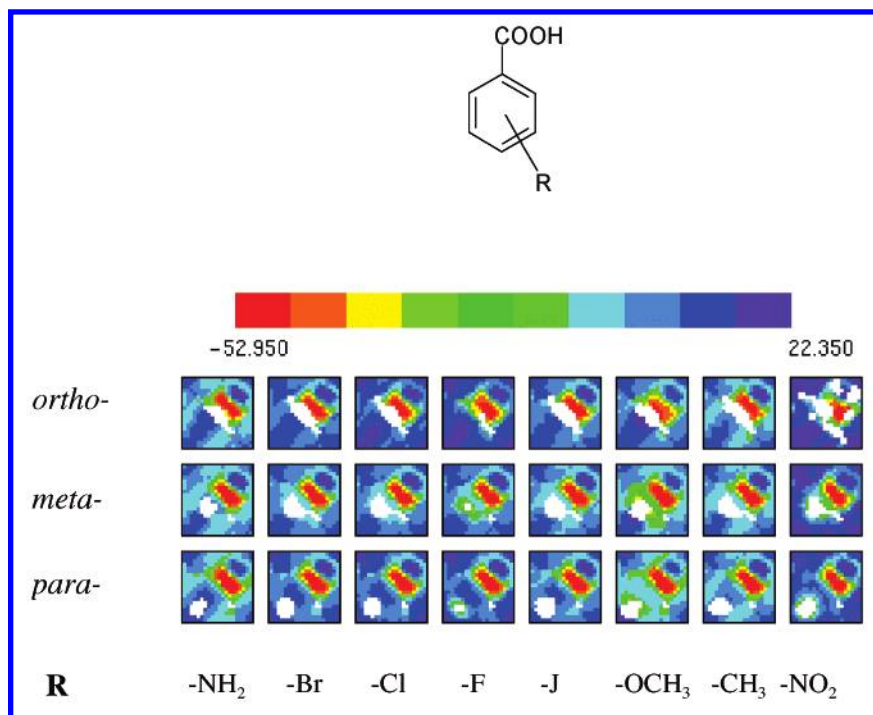 COOH
R
−52.950 22.350
ortho-
meta-
para-
R -NH₂ -Br -Cl -F -J -OCH₃ -CH₃ -NO₂